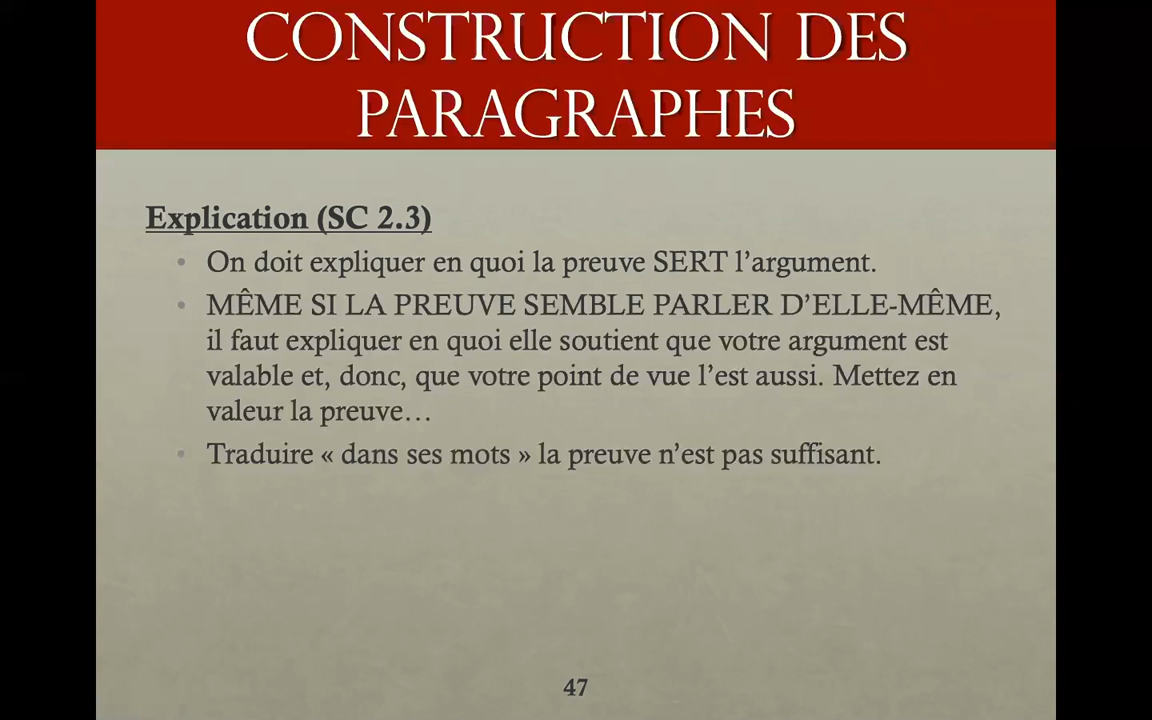 CONSTRUCTION DES
PARAGRAPHES
Explication (SC 2.3)
• On doit expliquer en quoi la preuve SERT l’argument.
• MÊME SI LA PREUVE SEMBLE PARLER D’ELLE-MÊME,
il faut expliquer en quoi elle soutient que votre argument est
valable et, donc, que votre point de vue l’est aussi. Mettez en
valeur la preuve…
• Traduire « dans ses mots » la preuve n’est pas suffisant.
47